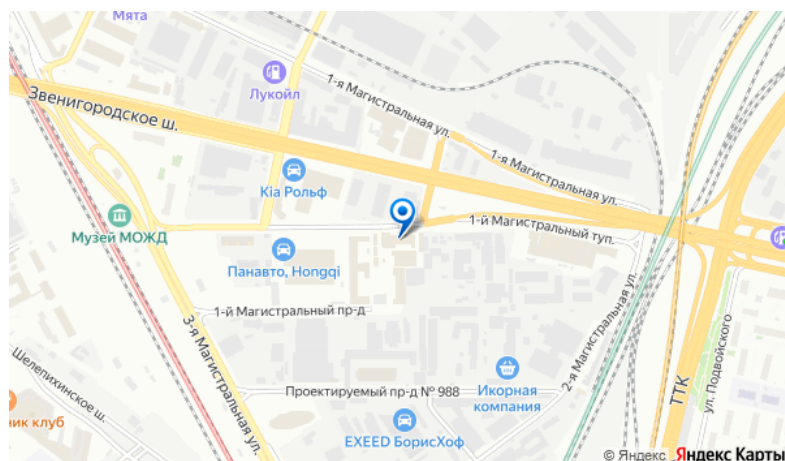 Мята
Лукойл
Звенигородское ш.
1-я Магистральная ул.
1-я Магистральная ул.
Kia Рольф
Музей МОЖД
1-й Магистральный туп.
Панавто, Hongqi
1-й Магистральный пр-д
2-я Магистральная ул.
3-я Магистральная ул.
Шелепихинское ш.
Проектируемый пр-д № 988
Икорная
компания
ТТК
ул. Подвойского
ник клуб
EXEED БорисХоф
© Яндекс Яндекс Карты